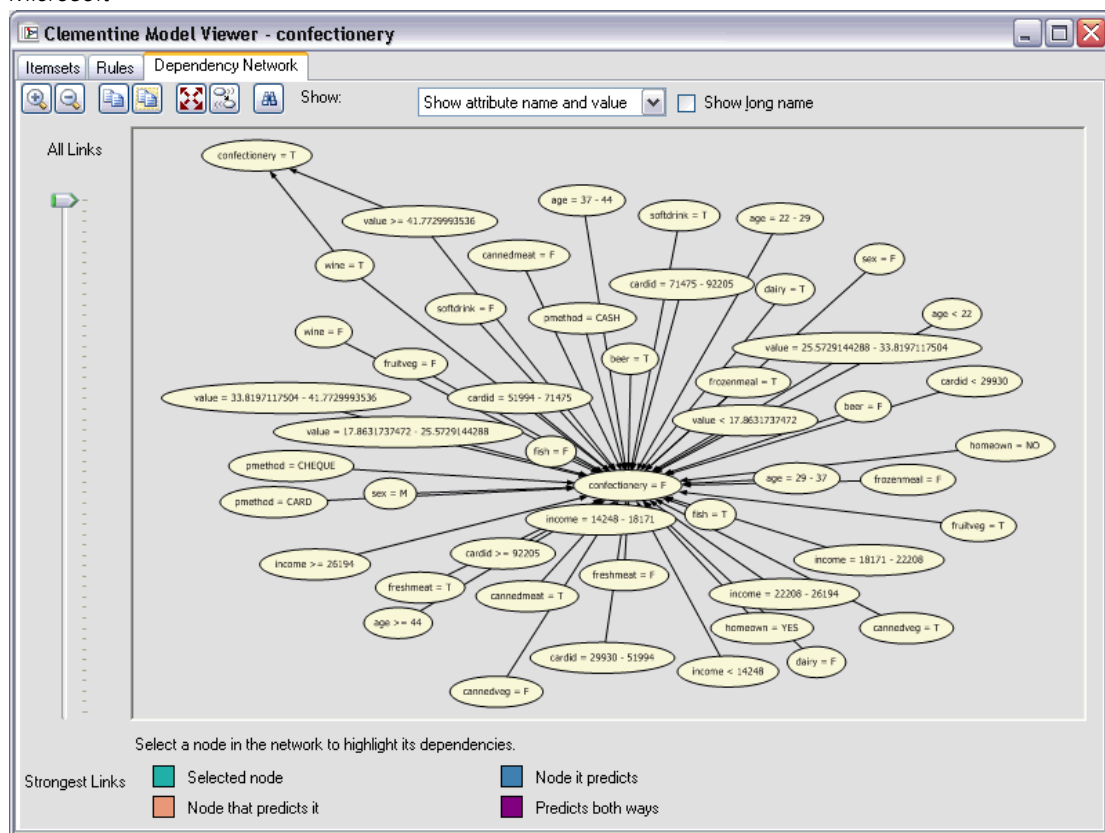 Microsoft
Clementine Model Viewer - confectionery
Itemsets Rules Dependency Network
Show: Show attribute name and value Show long name
All Links
confectionery = T
value >= 41.7729993536
age = 37 - 44
softdrink = T
age = 22 - 29
wine = T
cannedmeat = F
sex = F
cardid = 71475 - 92205
dairy = T
softdrink = F
pmethod = CASH
age < 22
wine = F
value = 25.5729144288 - 33.8197117504
beer = T
fruitveg = F
frozenmeal = T
cardid < 29930
value = 33.8197117504 - 41.7729993536
cardid = 51994 - 71475
beer = F
value < 17.8631737472
value = 17.8631737472 - 25.5729144288
homeown = NO
fish = F
pmethod = CHEQUE
age = 29 - 37
frozenmeal = F
confectionery = F
sex = M
pmethod = CARD
fish = T
income = 14248 - 18171
fruitveg = T
cardid >= 92205
income = 18171 - 22208
income >= 26194
freshmeat = F
freshmeat = T
cannedmeat = T
income = 22208 - 26194
age >= 44
homeown = YES
cannedveg = T
cardid = 29930 - 51994
dairy = F
income < 14248
cannedveg = F
Select a node in the network to highlight its dependencies.
Strongest Links
Selected node
Node it predicts
Node that predicts it
Predicts both ways